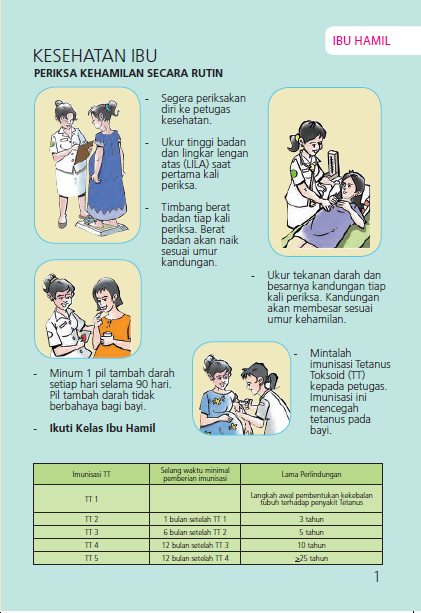 IBU HAMIL
KESEHATAN IBU
PERIKSA KEHAMILAN SECARA RUTIN
- Segera periksakan
diri ke petugas
kesehatan.
- Ukur tinggi badan
dan lingkar lengan
atas (LILA) saat
pertama kali
periksa.
- Timbang berat
badan tiap kali
periksa. Berat
badan akan naik
sesuai umur
kandungan.
- Ukur tekanan darah dan
besarnya kandungan tiap
kali periksa. Kandungan
akan membesar sesuai
umur kehamilan.
- Minum 1 pil tambah darah
setiap hari selama 90 hari.
Pil tambah darah tidak
berbahaya bagi bayi.
- Ikuti Kelas Ibu Hamil
- Mintalah
imunisasi Tetanus
Toksoid (TT)
kepada petugas.
Imunisasi ini
mencegah
tetanus pada
bayi.
Imunisasi TT
Selang waktu minimal
pemberian imunisasi
Lama Perlindungan
TT 1
Langkah awal pembentukan kekebalan
tubuh terhadap penyakit Tetanus
TT 2 1 bulan setelah TT 1 3 tahun
TT 3 6 bulan setelah TT 2 5 tahun
TT 4 12 bulan setelah TT 3 10 tahun
TT 5 12 bulan setelah TT 4 ≥25 tahun
1